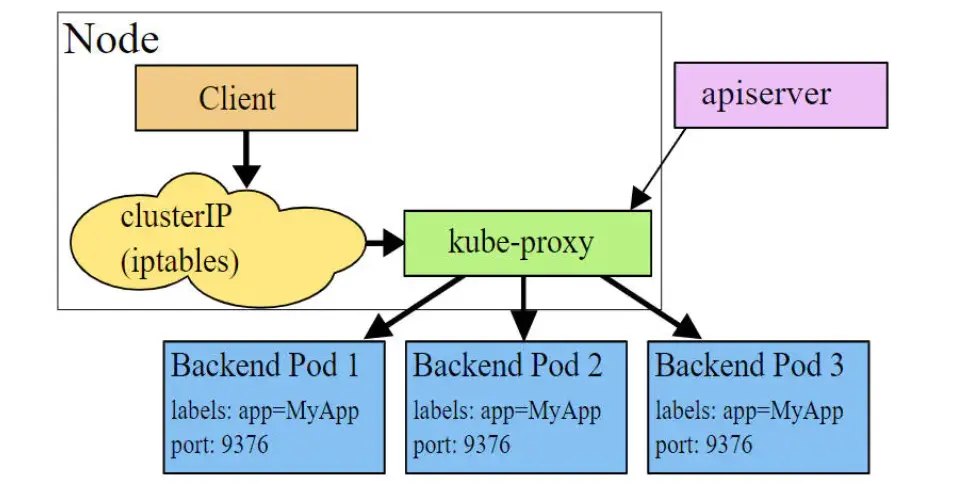 Node
Client
apiserver
clusterIP
(iptables)
kube-proxy
Backend Pod 1
labels: app=MyApp
port: 9376
Backend Pod 2
labels: app=MyApp
port: 9376
Backend Pod 3
labels: app=MyApp
port: 9376